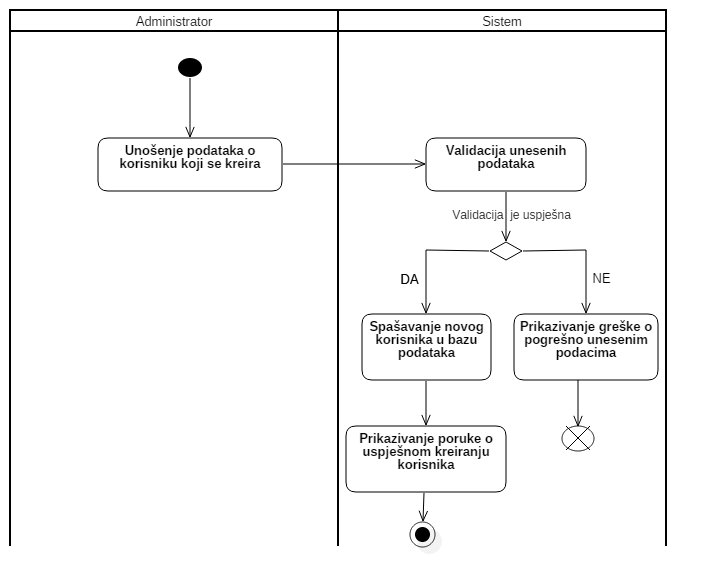 Administrator
Sistem
Unošenje podataka o
korisniku koji se kreira
Validacija unesenih
podataka
Validacija je uspješna
DA
NE
Spašavanje novog
korisnika u bazu
podataka
Prikazivanje greške o
pogrešno unesenim
podacima
Prikazivanje poruke o
uspješnom kreiranju
korisnika